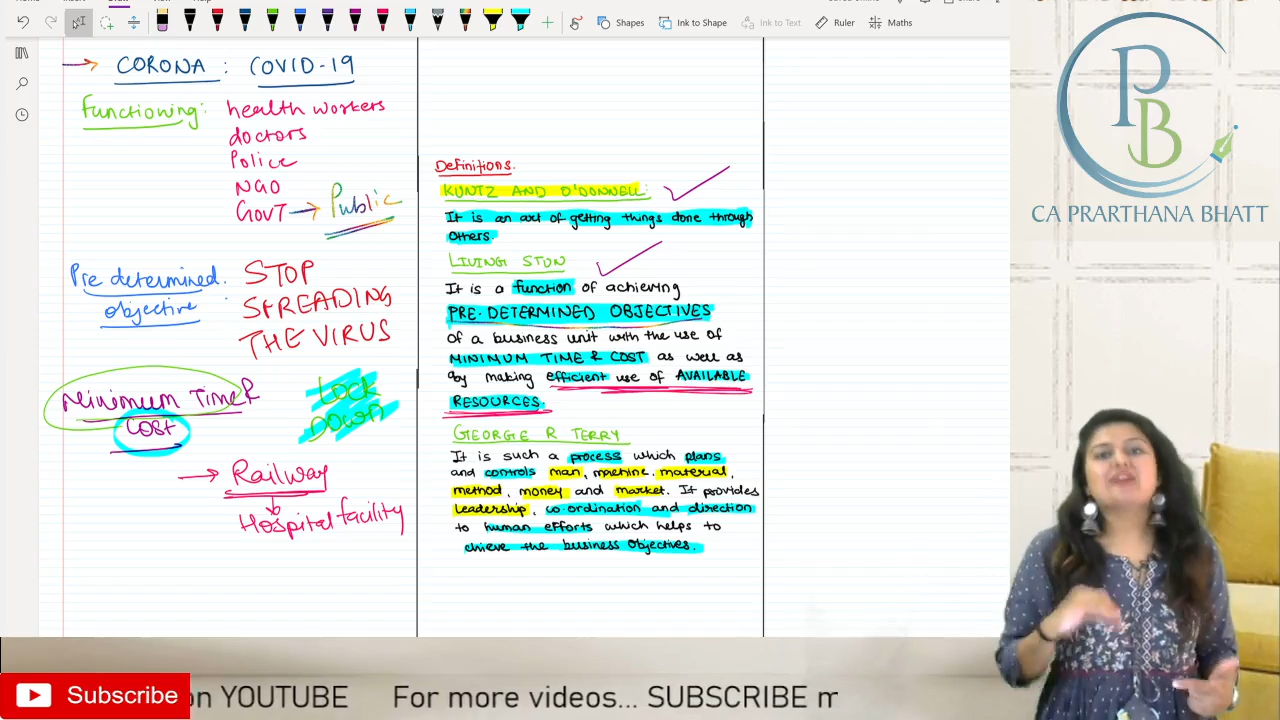 Shapes
Ink to Shape
Ink to Text
Ruler
Maths
→ CORONA : COVID-19
Functioning: health workers
doctors
Police
NGO
GOVT → Public
Pre determined objective : STOP SPREADING THE VIRUS
Minimum Time &
Cost
Lock
Down
→ Railway
Hospital facility
Definitions.
KUNTZ AND O'DONNELL:
It is an art of getting things done through
others.
LIVING STUN
It is a function of achieving
PRE-DETERMINED OBJECTIVES
of a business unit with the use of
MINIMUM TIME & COST as well as
by making efficient use of AVAILABLE
RESOURCES.
GEORGE R TERRY
It is such a process which plans
and controls man, machine, material,
method, money and market. It provides
leadership, co-ordination and direction
to human efforts which helps to
chieve the business objectives.
PB
CA PRARTHANA BHATT
Subscribe
on YOUTUBE For more videos... SUBSCRIBE m